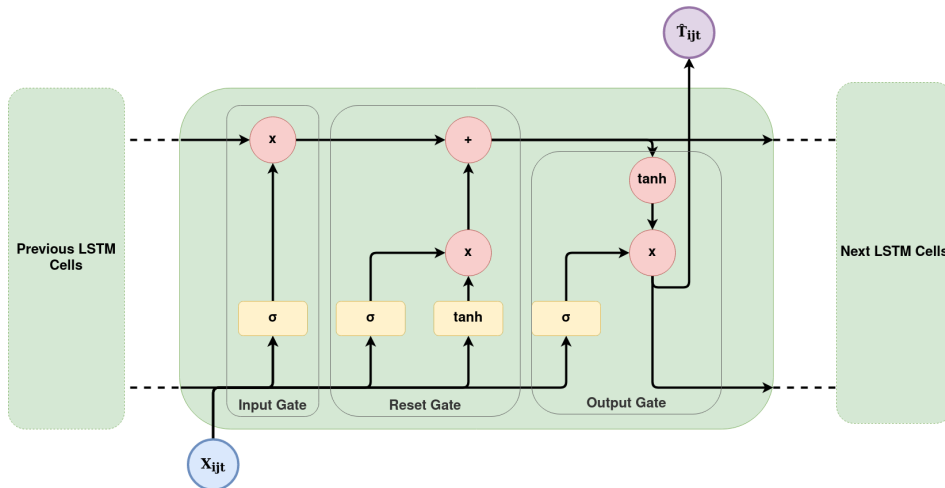 T̂ijt
x
+
tanh
Previous LSTM
Cells
x
x
Next LSTM Cells
σ
σ
tanh
σ
Input Gate
Reset Gate
Output Gate
Xijt